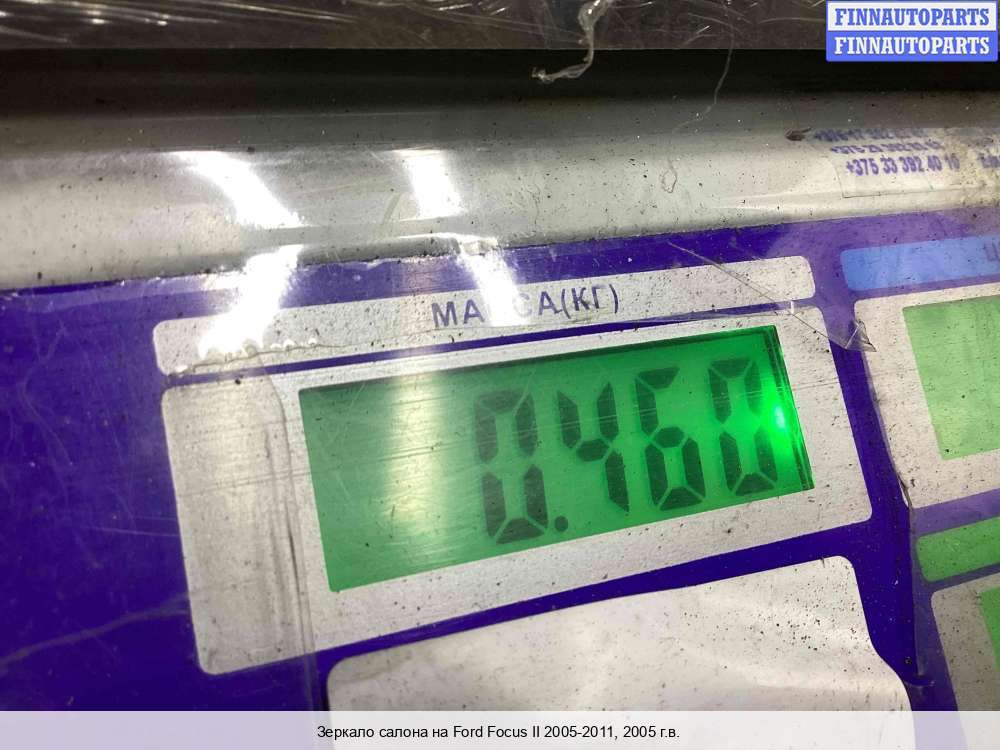 FINNAUTOPARTS
FINNAUTOPARTS
+375 33 392 40 10
МАССА(КГ)
0.460
Зеркало салона на Ford Focus II 2005-2011, 2005 г.в.